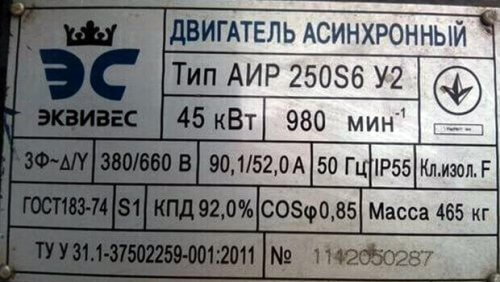 ДВИГАТЕЛЬ АСИНХРОННЫЙ
ЭС
ЭКВИВЕС
Тип АИР 250S6 У2
45 кВт 980 мин⁻¹
3Ф~Δ/Y 380/660 В 90,1/52,0 А 50 Гц IP55 Кл.изол. F
ГОСТ183-74 S1 КПД 92,0% COSφ0,85 Масса 465 кг
ТУ У 31.1-37502259-001:2011 № 1142050287